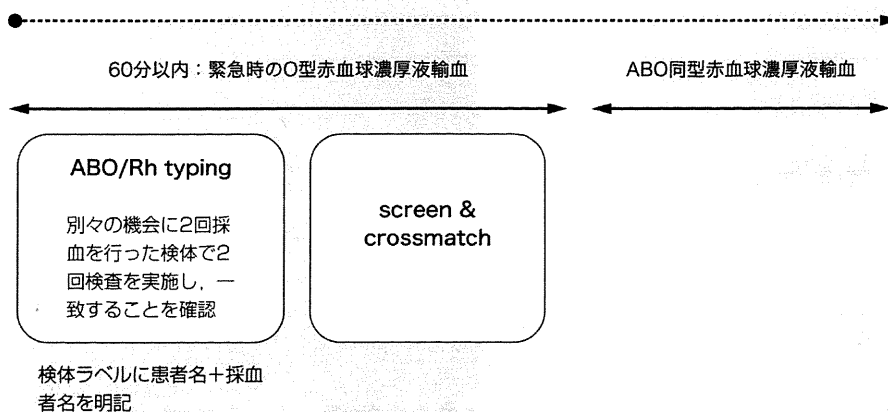 60分以内：緊急時のO型赤血球濃厚液輸血
ABO同型赤血球濃厚液輸血
ABO/Rh typing
別々の機会に2回採
血を行った検体で2
回検査を実施し，一
致することを確認
screen &
crossmatch
検体ラベルに患者名＋採血
者名を明記